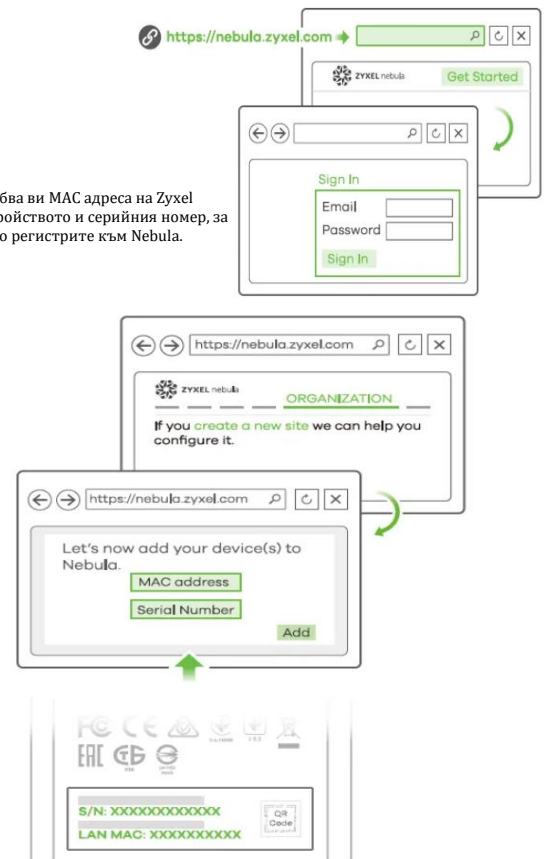 https://nebula.zyxel.com
ZYXEL nebula
Get Started
бва ви MAC адреса на Zyxel
ройството и серийния номер, за
о регистрите към Nebula.
Sign In
Email
Password
Sign In
https://nebula.zyxel.com
ZYXEL nebula
ORGANIZATION
If you create a new site we can help you
configure it.
https://nebula.zyxel.com
Let's now add your device(s) to
Nebula.
MAC address
Serial Number
Add
S/N: XXXXXXXXXXXX
QR
Code
LAN MAC: XXXXXXXXXX